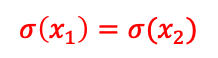 σ(x₁) = σ(x₂)